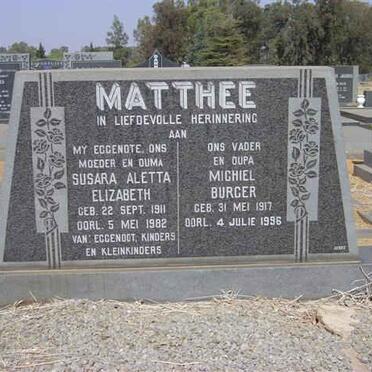 MATTHEE
IN LIEFDEVOLLE HERINNERING
AAN
MY EGGENOTE, ONS
MOEDER EN OUMA
SUSARA ALETTA
ELIZABETH
GEB. 22 SEPT. 1911
OORL. 5 MEI 1982
VAN: EGGENOOT, KINDERS
EN KLEINKINDERS
ONS VADER
EN OUPA
MICHIEL
BURGER
GEB. 31 MEI 1917
OORL. 4 JULIE 1996